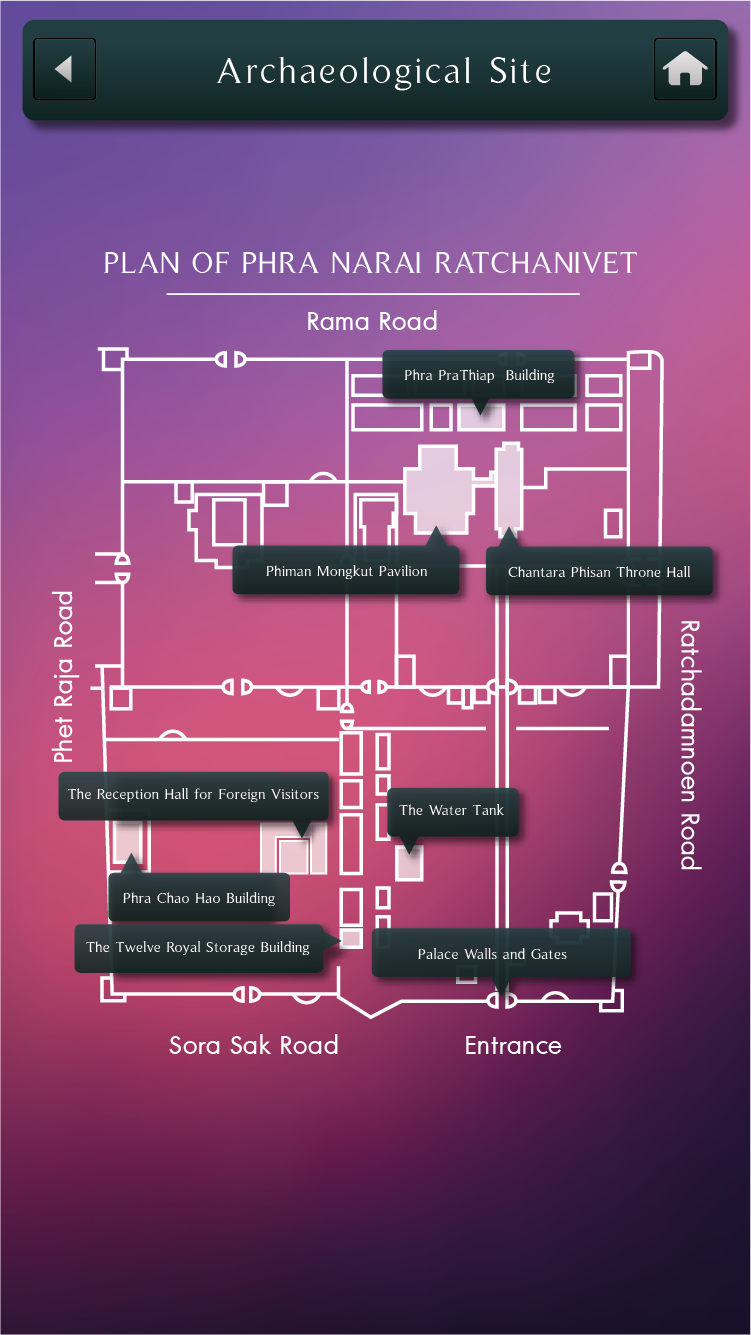 Archaeological Site
PLAN OF PHRA NARAI RATCHANIVET
Rama Road
Phra PraThiap Building
Phiman Mongkut Pavilion
Chantara Phisan Throne Hall
Phet Raja Road
Ratchadamnoen Road
The Reception Hall for Foreign Visitors
The Water Tank
Phra Chao Hao Building
The Twelve Royal Storage Building
Palace Walls and Gates
Sora Sak Road
Entrance